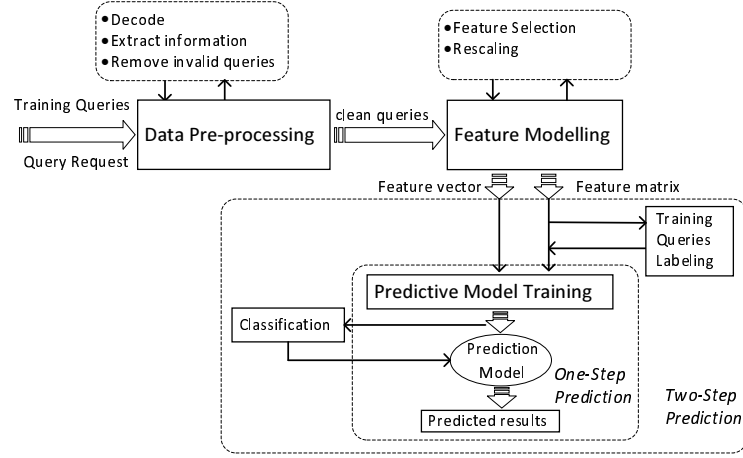 ● Decode
● Extract information
● Remove invalid queries
● Feature Selection
● Rescaling
Training Queries
Query Request
Data Pre-processing
clean queries
Feature Modelling
Feature vector
Feature matrix
Training
Queries
Labeling
Predictive Model Training
Classification
Prediction
Model
One-Step
Prediction
Two-Step
Prediction
Predicted results